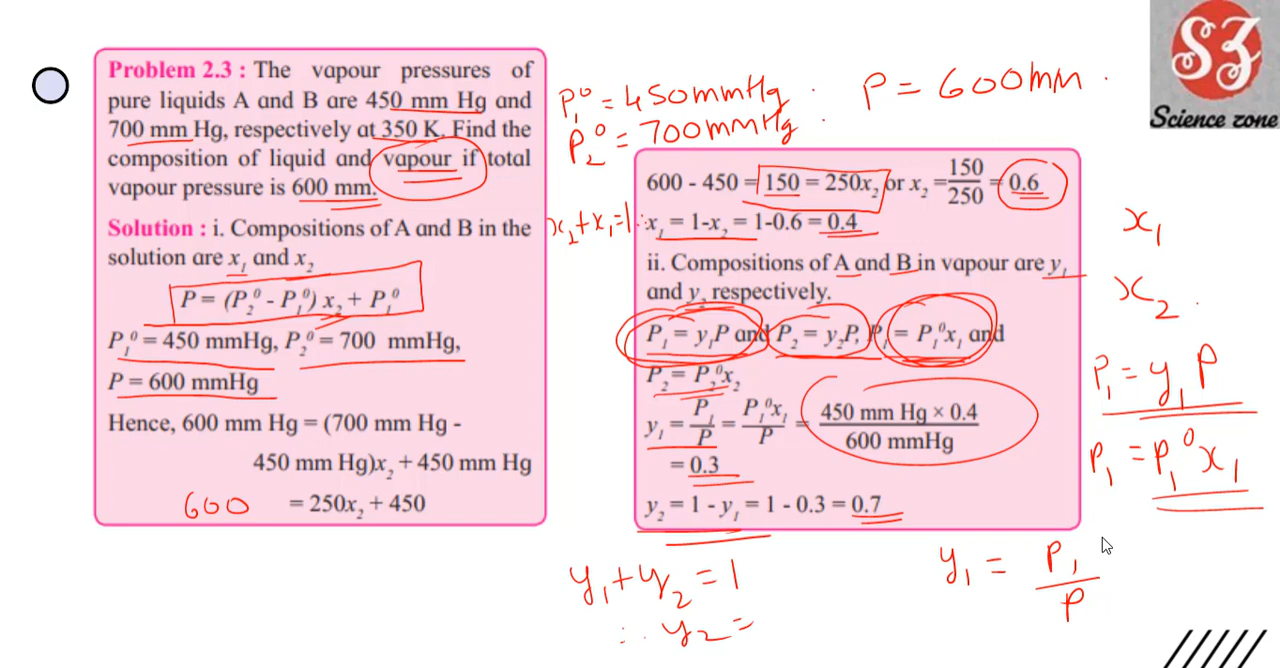 Problem 2.3 : The vapour pressures of
pure liquids A and B are 450 mm Hg and
700 mm Hg, respectively at 350 K. Find the
composition of liquid and vapour if total
vapour pressure is 600 mm.
Solution : i. Compositions of A and B in the
solution are x₁ and x₂
P = (P₂⁰ - P₁⁰) x₂ + P₁⁰
P₁⁰ = 450 mmHg, P₂⁰ = 700 mmHg,
P = 600 mmHg
Hence, 600 mm Hg = (700 mm Hg -
450 mm Hg)x₂ + 450 mm Hg
600 = 250x₂ + 450
P₁⁰ = 450mmHg
P₂⁰ = 700mmHg
P = 600mm
SZ
Science zone
600 - 450 = 150 = 250x₂ or x₂ = 150/250 = 0.6
x₂+x₁=1 ∴ x₁ = 1-x₂ = 1-0.6 = 0.4
ii. Compositions of A and B in vapour are y₁
and y₂ respectively.
P₁ = y₁P and P₂ = y₂P, P₁ = P₁⁰x₁ and
P₂ = P₂⁰x₂
y₁ = P₁/P = P₁⁰x₁/P = 450 mm Hg × 0.4/600 mmHg
= 0.3
y₂ = 1 - y₁ = 1 - 0.3 = 0.7
x₁
x₂
P₁ = y₁ P
P₁ = P₁⁰ x₁
y₁ + y₂ = 1
∴ y₂ =
y₁ = P₁/P